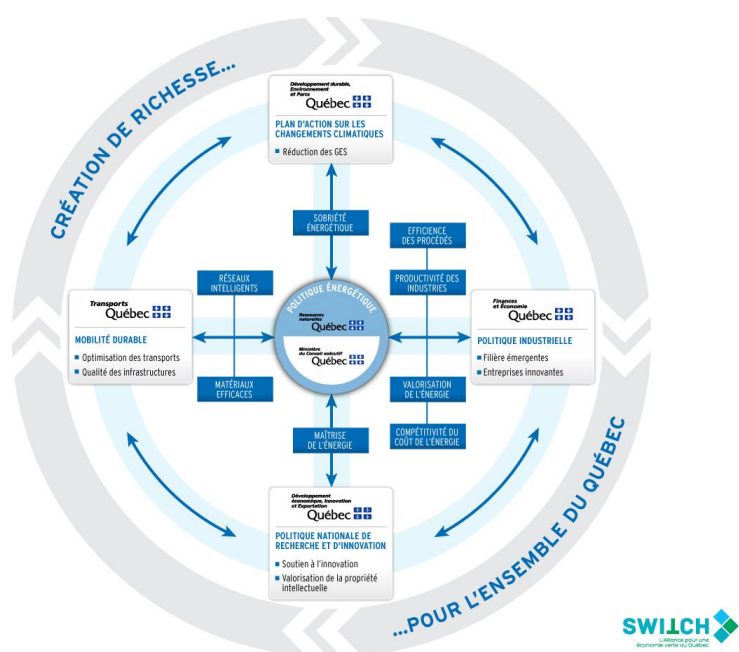 CRÉATION DE RICHESSE...
Développement durable,
Environnement
et Parcs
Québec
PLAN D'ACTION SUR LES
CHANGEMENTS CLIMATIQUES
Réduction des GES
SOBRIÉTÉ
ÉNERGÉTIQUE
EFFICIENCE
DES PROCÉDÉS
RÉSEAUX
INTELLIGENTS
PRODUCTIVITÉ DES
INDUSTRIES
POLITIQUE ÉNERGÉTIQUE
Ressources
naturelles
Québec
Ministère
du Conseil exécutif
Québec
Transports
Québec
MOBILITÉ DURABLE
Optimisation des transports
Qualité des infrastructures
Finances
et Économie
Québec
POLITIQUE INDUSTRIELLE
Filière émergentes
Entreprises innovantes
MATÉRIAUX
EFFICACES
VALORISATION
DE L'ÉNERGIE
MAÎTRISE
DE L'ÉNERGIE
COMPÉTITIVITÉ DU
COÛT DE L'ÉNERGIE
Développement
économique, Innovation
et Exportation
Québec
POLITIQUE NATIONALE DE
RECHERCHE ET D'INNOVATION
Soutien à l'innovation
Valorisation de la propriété
intellectuelle
...POUR L'ENSEMBLE DU QUÉBEC
SWITCH
L'Alliance pour une
économie verte au Québec